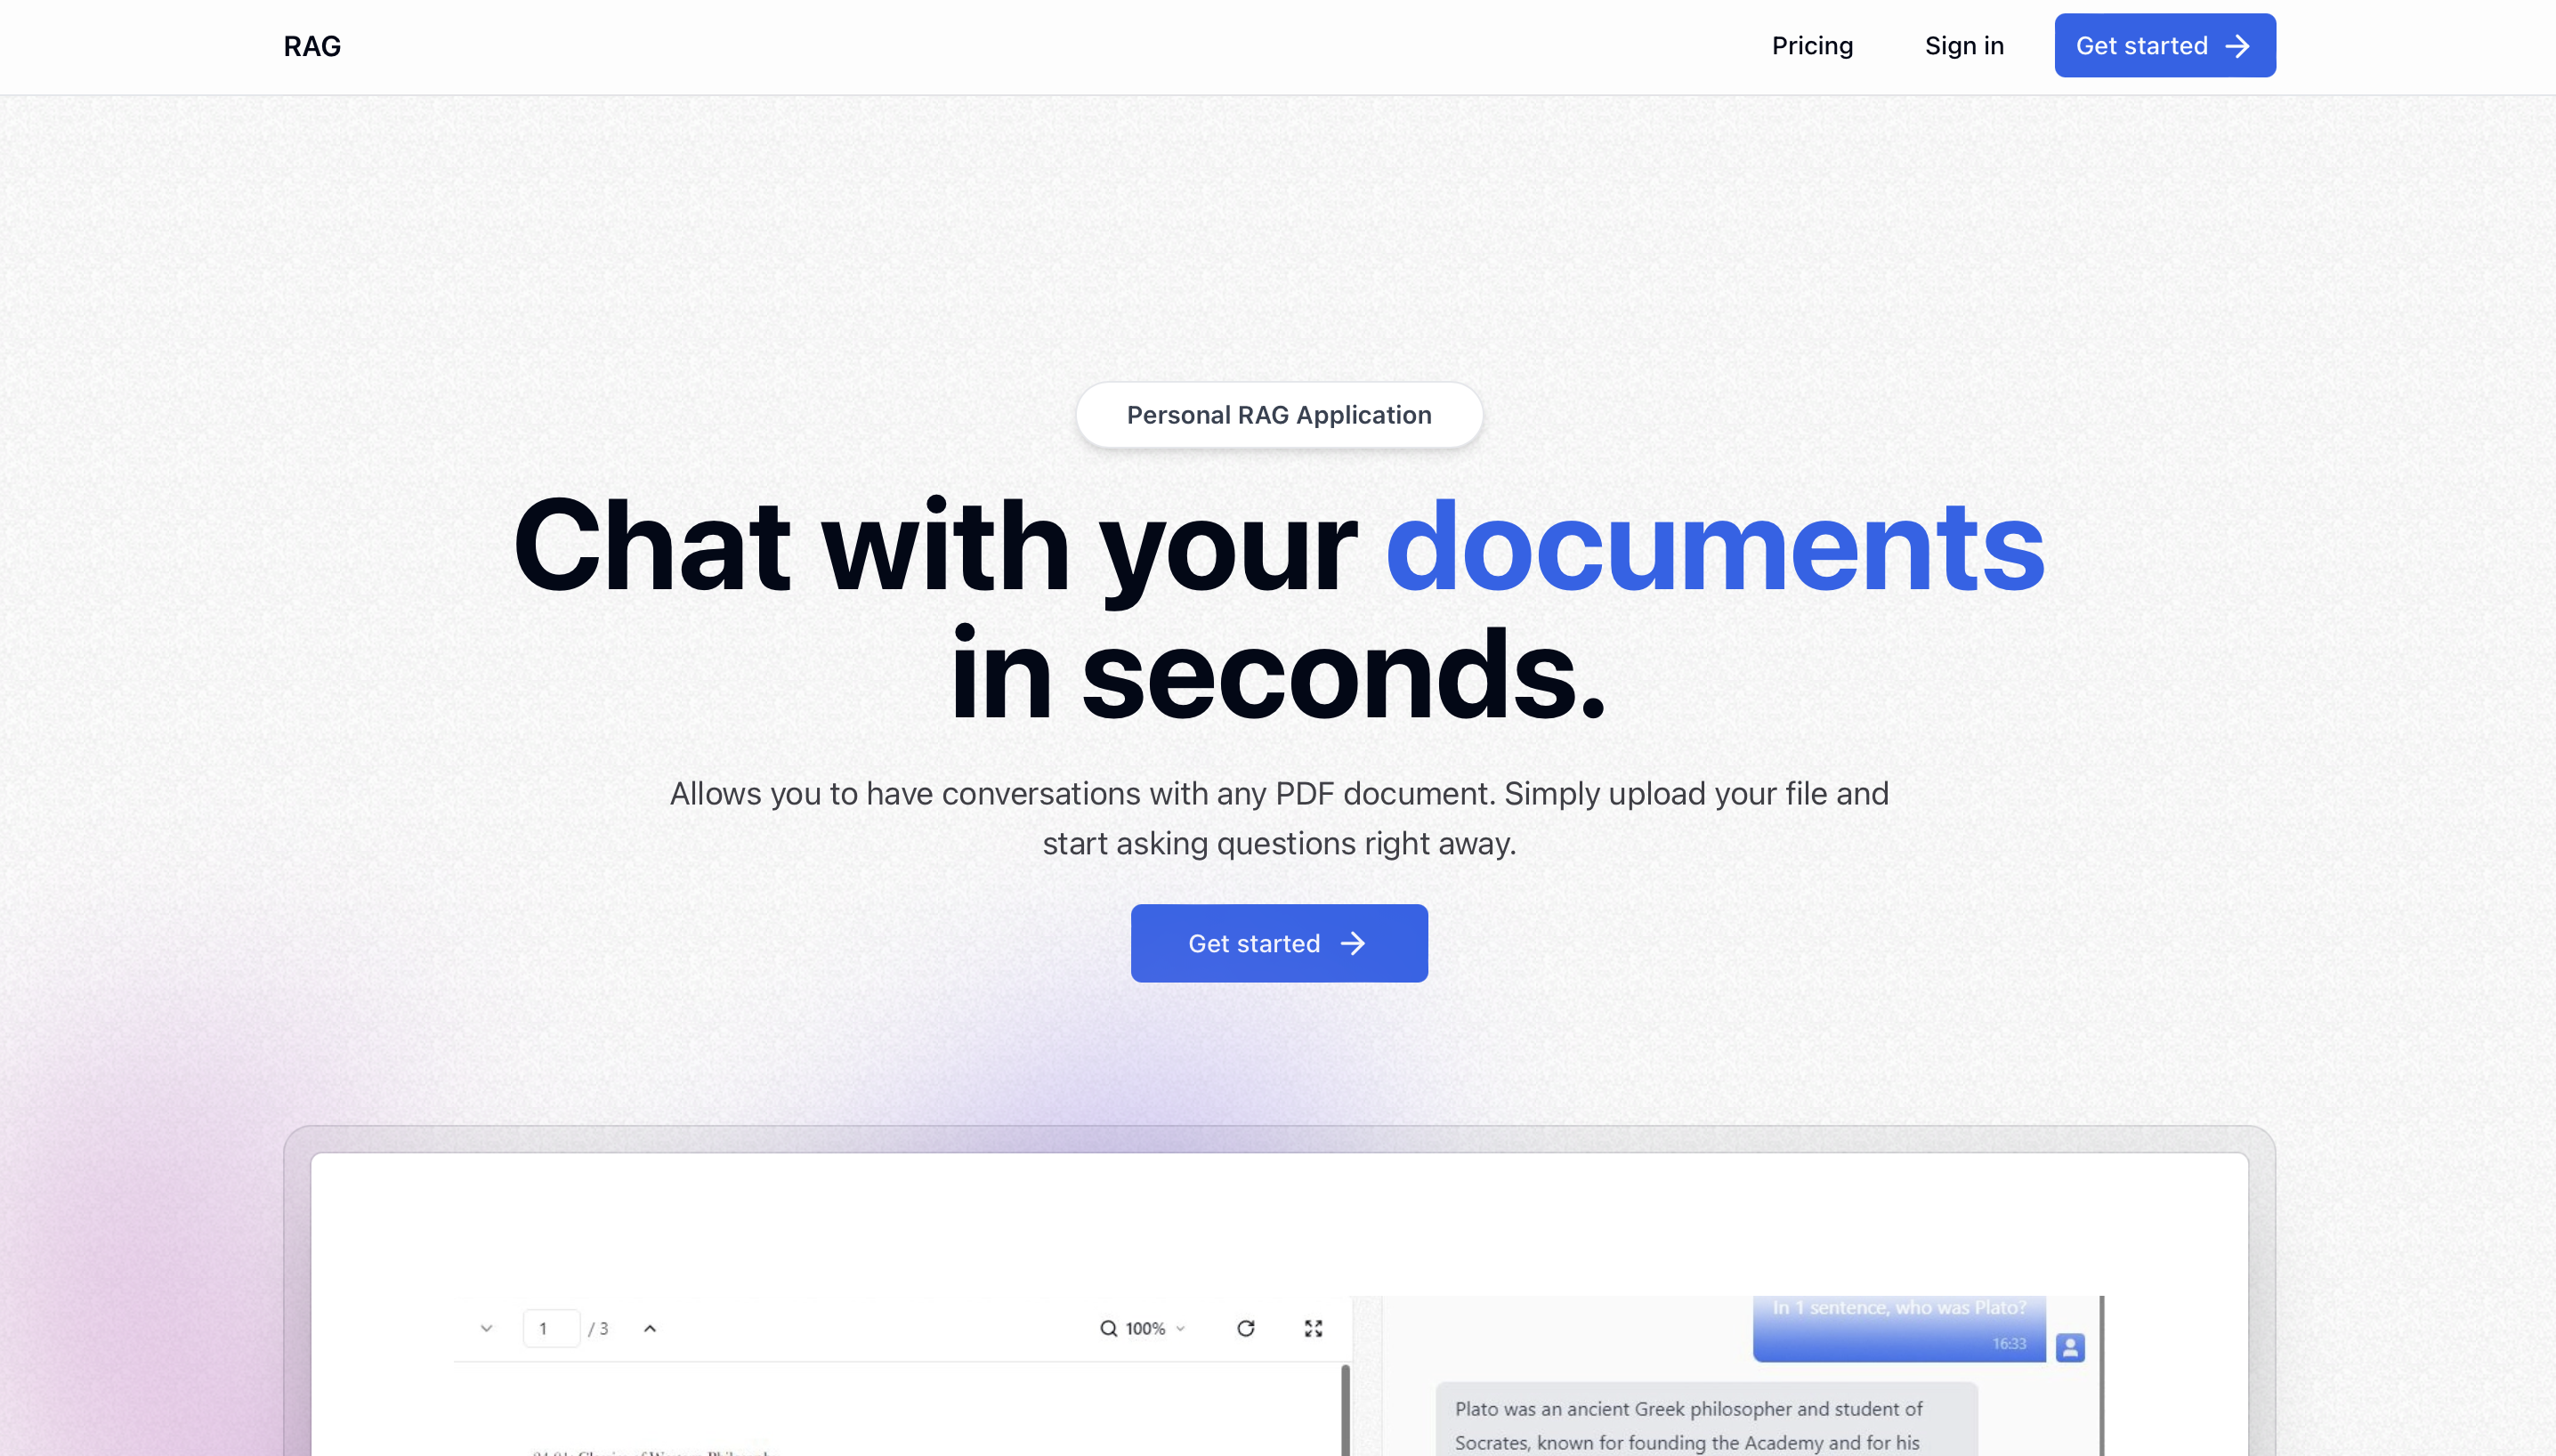 RAG
Pricing
Sign in
Get started
Personal RAG Application
Chat with your documents
in seconds.
Allows you to have conversations with any PDF document. Simply upload your file and
start asking questions right away.
Get started
1 / 3
100%
In 1 sentence, who was Plato?
16:33
Plato was an ancient Greek philosopher and student of
Socrates, known for founding the Academy and for his